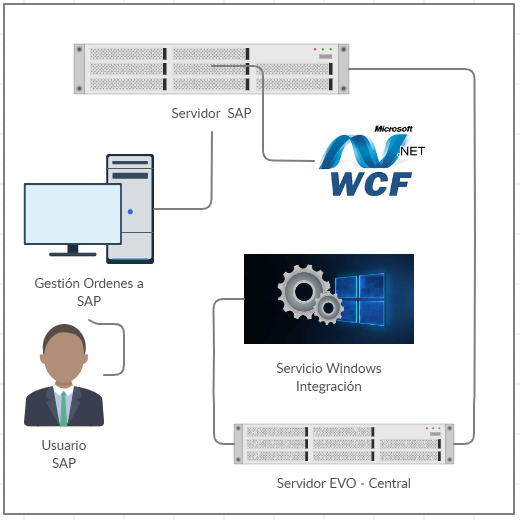 Servidor SAP
Microsoft
.NET
WCF
Gestión Ordenes a
SAP
Servicio Windows
Integración
Usuario
SAP
Servidor EVO - Central